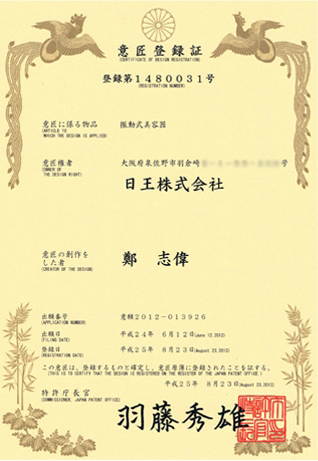 意匠登録証
(CERTIFICATE OF DESIGN REGISTRATION)
登録第1480031号
(REGISTRATION NUMBER)
意匠に係る物品 振動式美容器
(ARTICLE TO
WHICH THE DESIGN IS APPLIED)
意匠権者 大阪府泉佐野市羽倉崎 号
(OWNER OF
THE DESIGN RIGHT)
日王株式会社
意匠の創作を
した者 鄭 志偉
(CREATOR OF THE DESIGN)
出願番号 意願2012-013926
(APPLICATION NUMBER)
出願日 平成24年 6月12日(June 12,2012)
(FILING DATE)
登録日 平成25年 8月23日(August 23,2013)
(REGISTRATION DATE)
この意匠は、登録するものと確定し、意匠原簿に登録されたことを証する。
(THIS IS TO CERTIFY THAT THE DESIGN IS REGISTERED ON THE REGISTER OF THE JAPAN PATENT OFFICE.)
平成25年 8月23日(August 23,2013)
特許庁長官
(COMMISSIONER, JAPAN PATENT OFFICE)
羽藤秀雄